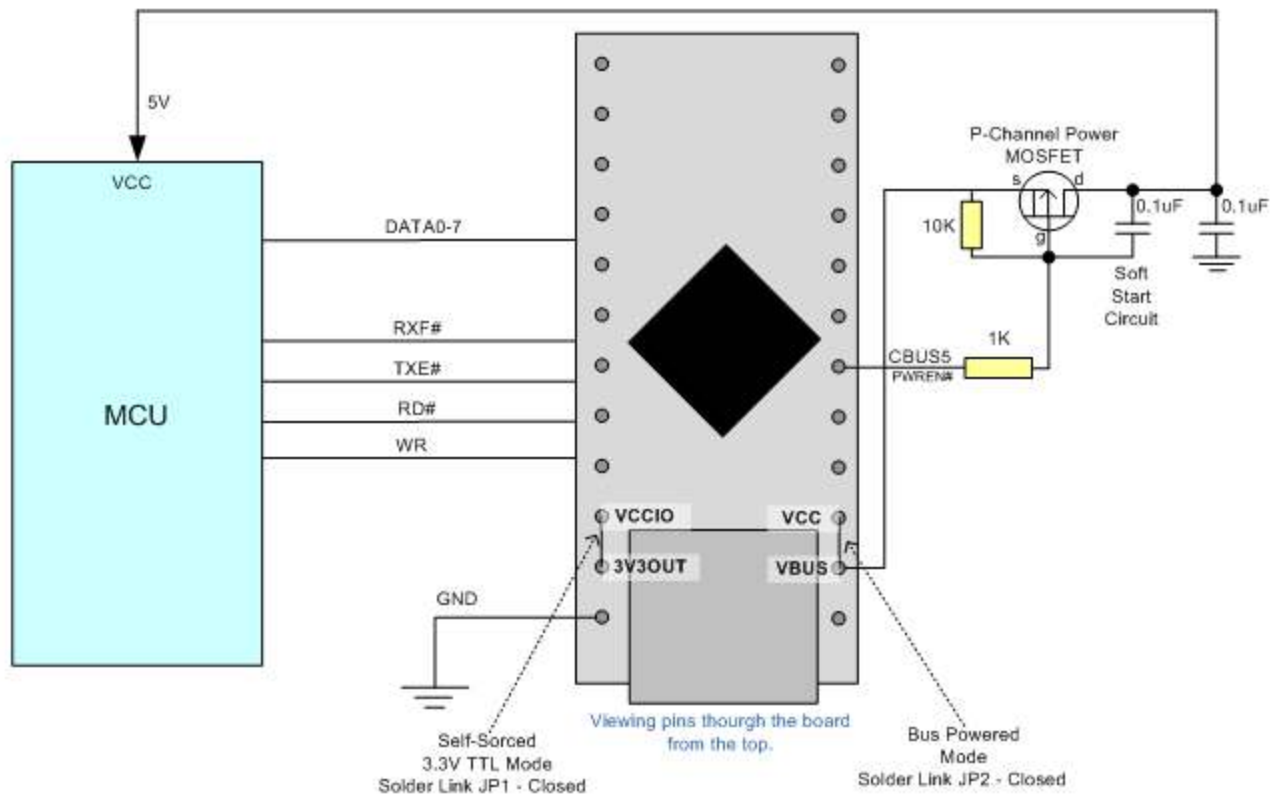 5V
VCC
P-Channel Power
MOSFET
s
d
DATA0-7
10K
0.1uF
0.1uF
g
Soft
Start
Circuit
RXF#
1K
TXE#
CBUS5
PWREN#
MCU
RD#
WR
VCCIO
VCC
3V3OUT
VBUS
GND
Viewing pins thourgh the board
from the top.
Self-Sorced
3.3V TTL Mode
Solder Link JP1 - Closed
Bus Powered
Mode
Solder Link JP2 - Closed